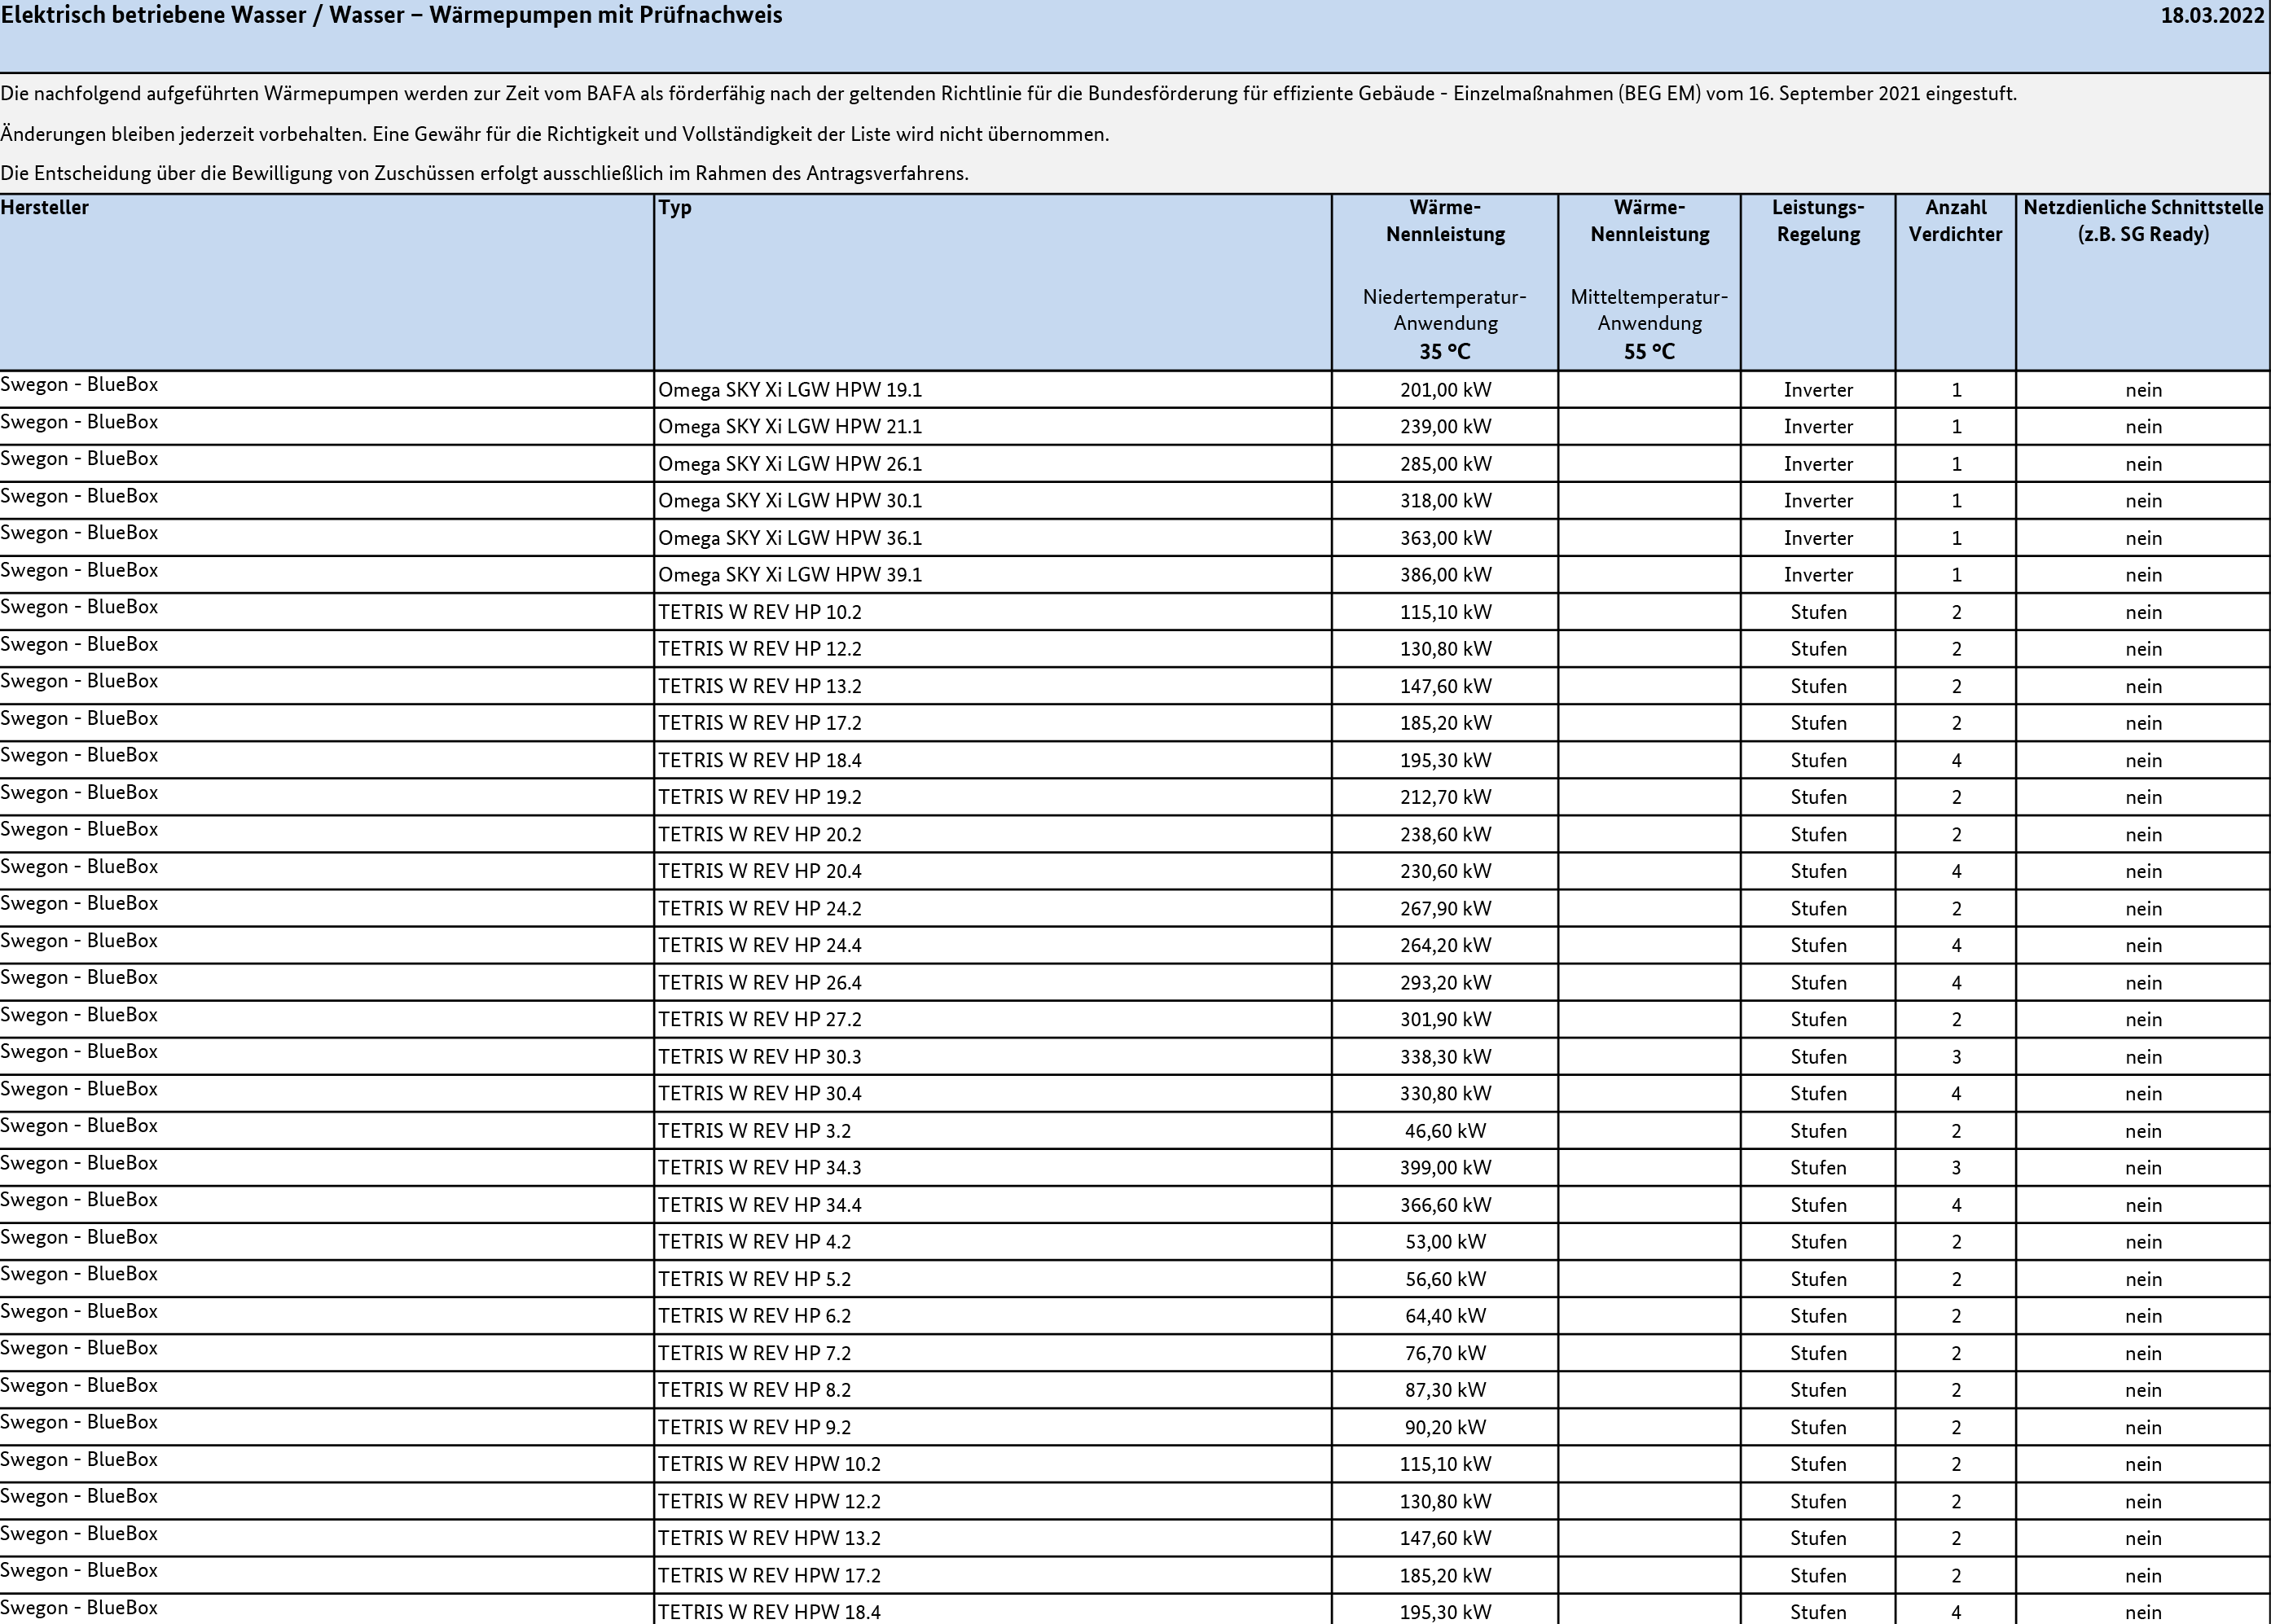 Elektrisch betriebene Wasser / Wasser – Wärmepumpen mit Prüfnachweis 18.03.2022
Die nachfolgend aufgeführten Wärmepumpen werden zur Zeit vom BAFA als förderfähig nach der geltenden Richtlinie für die Bundesförderung für effiziente Gebäude - Einzelmaßnahmen (BEG EM) vom 16. September 2021 eingestuft.
Änderungen bleiben jederzeit vorbehalten. Eine Gewähr für die Richtigkeit und Vollständigkeit der Liste wird nicht übernommen.
Die Entscheidung über die Bewilligung von Zuschüssen erfolgt ausschließlich im Rahmen des Antragsverfahrens.
Hersteller Typ Wärme- Wärme- Leistungs- Anzahl Netzdienliche Schnittstelle
Nennleistung Nennleistung Regelung Verdichter (z.B. SG Ready)
Niedertemperatur- Mitteltemperatur-
Anwendung Anwendung
35 °C 55 °C
Swegon - BlueBox Omega SKY Xi LGW HPW 19.1 201,00 kW Inverter 1 nein
Swegon - BlueBox Omega SKY Xi LGW HPW 21.1 239,00 kW Inverter 1 nein
Swegon - BlueBox Omega SKY Xi LGW HPW 26.1 285,00 kW Inverter 1 nein
Swegon - BlueBox Omega SKY Xi LGW HPW 30.1 318,00 kW Inverter 1 nein
Swegon - BlueBox Omega SKY Xi LGW HPW 36.1 363,00 kW Inverter 1 nein
Swegon - BlueBox Omega SKY Xi LGW HPW 39.1 386,00 kW Inverter 1 nein
Swegon - BlueBox TETRIS W REV HP 10.2 115,10 kW Stufen 2 nein
Swegon - BlueBox TETRIS W REV HP 12.2 130,80 kW Stufen 2 nein
Swegon - BlueBox TETRIS W REV HP 13.2 147,60 kW Stufen 2 nein
Swegon - BlueBox TETRIS W REV HP 17.2 185,20 kW Stufen 2 nein
Swegon - BlueBox TETRIS W REV HP 18.4 195,30 kW Stufen 4 nein
Swegon - BlueBox TETRIS W REV HP 19.2 212,70 kW Stufen 2 nein
Swegon - BlueBox TETRIS W REV HP 20.2 238,60 kW Stufen 2 nein
Swegon - BlueBox TETRIS W REV HP 20.4 230,60 kW Stufen 4 nein
Swegon - BlueBox TETRIS W REV HP 24.2 267,90 kW Stufen 2 nein
Swegon - BlueBox TETRIS W REV HP 24.4 264,20 kW Stufen 4 nein
Swegon - BlueBox TETRIS W REV HP 26.4 293,20 kW Stufen 4 nein
Swegon - BlueBox TETRIS W REV HP 27.2 301,90 kW Stufen 2 nein
Swegon - BlueBox TETRIS W REV HP 30.3 338,30 kW Stufen 3 nein
Swegon - BlueBox TETRIS W REV HP 30.4 330,80 kW Stufen 4 nein
Swegon - BlueBox TETRIS W REV HP 3.2 46,60 kW Stufen 2 nein
Swegon - BlueBox TETRIS W REV HP 34.3 399,00 kW Stufen 3 nein
Swegon - BlueBox TETRIS W REV HP 34.4 366,60 kW Stufen 4 nein
Swegon - BlueBox TETRIS W REV HP 4.2 53,00 kW Stufen 2 nein
Swegon - BlueBox TETRIS W REV HP 5.2 56,60 kW Stufen 2 nein
Swegon - BlueBox TETRIS W REV HP 6.2 64,40 kW Stufen 2 nein
Swegon - BlueBox TETRIS W REV HP 7.2 76,70 kW Stufen 2 nein
Swegon - BlueBox TETRIS W REV HP 8.2 87,30 kW Stufen 2 nein
Swegon - BlueBox TETRIS W REV HP 9.2 90,20 kW Stufen 2 nein
Swegon - BlueBox TETRIS W REV HPW 10.2 115,10 kW Stufen 2 nein
Swegon - BlueBox TETRIS W REV HPW 12.2 130,80 kW Stufen 2 nein
Swegon - BlueBox TETRIS W REV HPW 13.2 147,60 kW Stufen 2 nein
Swegon - BlueBox TETRIS W REV HPW 17.2 185,20 kW Stufen 2 nein
Swegon - BlueBox TETRIS W REV HPW 18.4 195,30 kW Stufen 4 nein